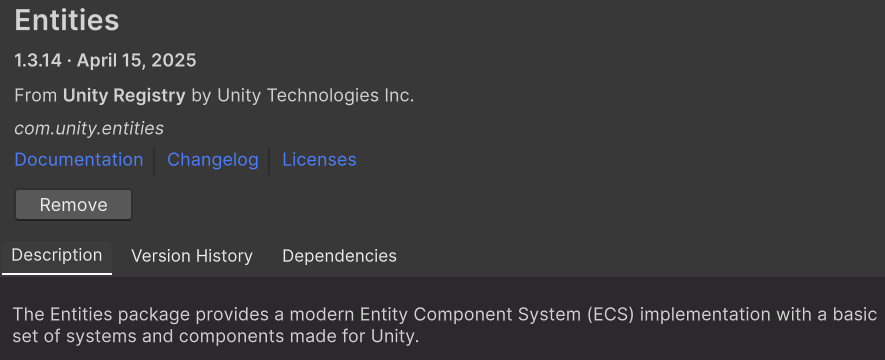 Entities
1.3.14 · April 15, 2025
From Unity Registry by Unity Technologies Inc.
com.unity.entities
Documentation Changelog Licenses
Remove
Description Version History Dependencies
The Entities package provides a modern Entity Component System (ECS) implementation with a basic
set of systems and components made for Unity.